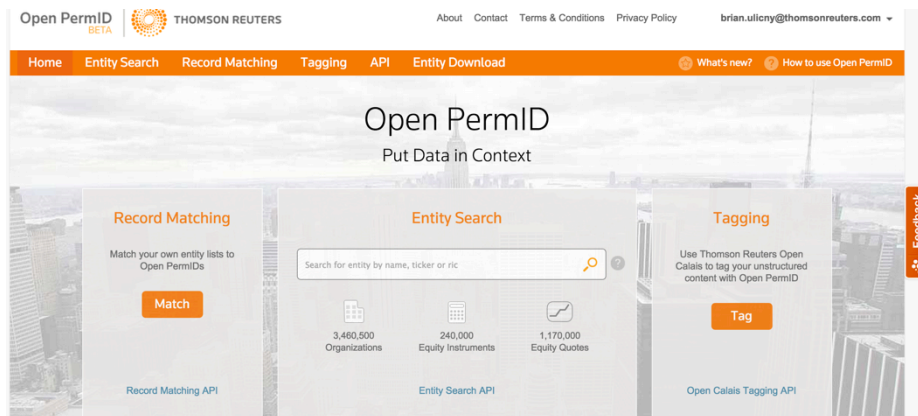 Open PermID
BETA
THOMSON REUTERS
About Contact Terms & Conditions Privacy Policy brian.ulicny@thomsonreuters.com
Home Entity Search Record Matching Tagging API Entity Download What's new? How to use Open PermID
Open PermID
Put Data in Context
Record Matching
Match your own entity lists to
Open PermIDs
Match
Record Matching API
Entity Search
Search for entity by name, ticker or ric
?
3,460,500
Organizations
240,000
Equity Instruments
1,170,000
Equity Quotes
Entity Search API
Tagging
Use Thomson Reuters Open
Calais to tag your unstructured
content with Open PermID
Tag
Open Calais Tagging API
Feedback